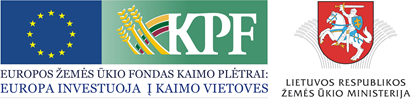 KPF
EUROPOS ŽEMĖS ŪKIO FONDAS KAIMO PLĖTRAI:
EUROPA INVESTUOJA Į KAIMO VIETOVES
LIETUVOS RESPUBLIKOS
ŽEMĖS ŪKIO MINISTERIJA